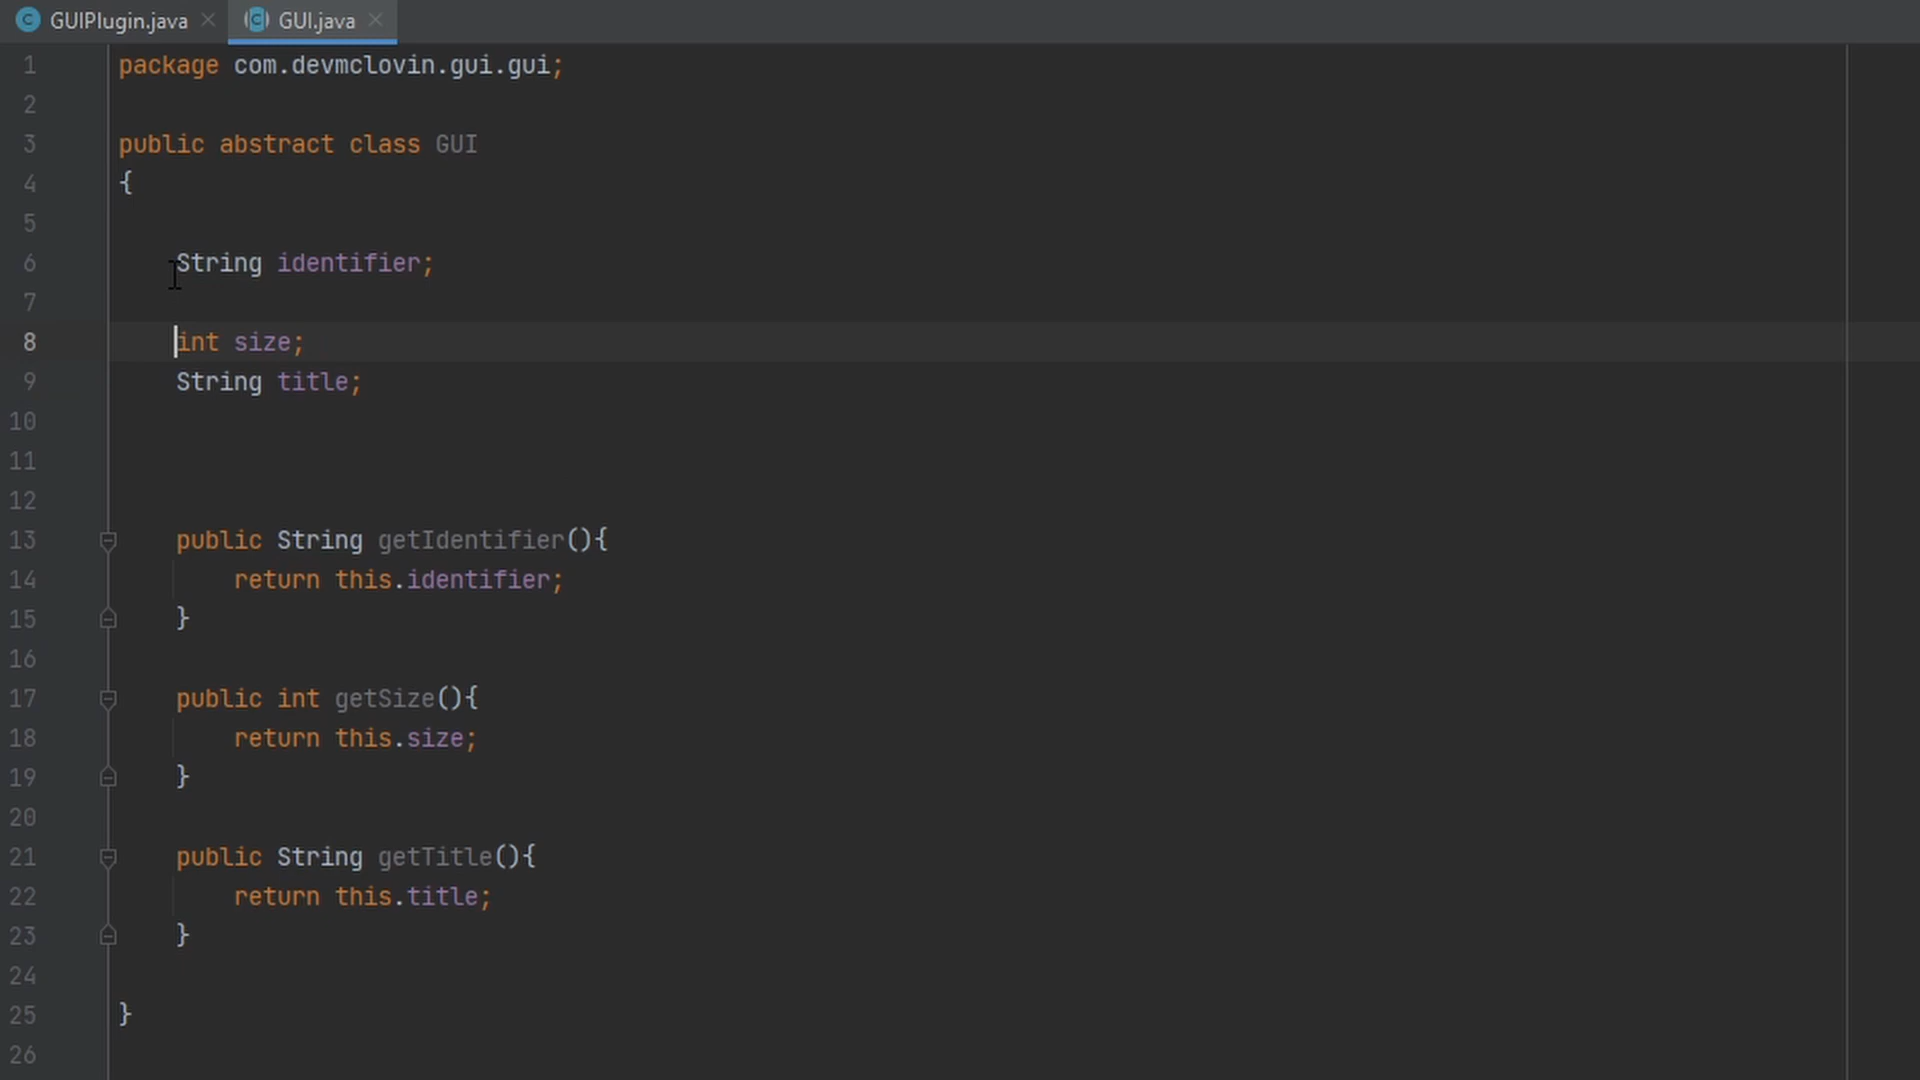 GUIPlugin.java GUI.java
1 package com.devmclovin.gui.gui;
2
3 public abstract class GUI
4 {
5
6 String identifier;
7
8 int size;
9 String title;
10
11
12
13 public String getIdentifier(){
14 return this.identifier;
15 }
16
17 public int getSize(){
18 return this.size;
19 }
20
21 public String getTitle(){
22 return this.title;
23 }
24
25 }
26